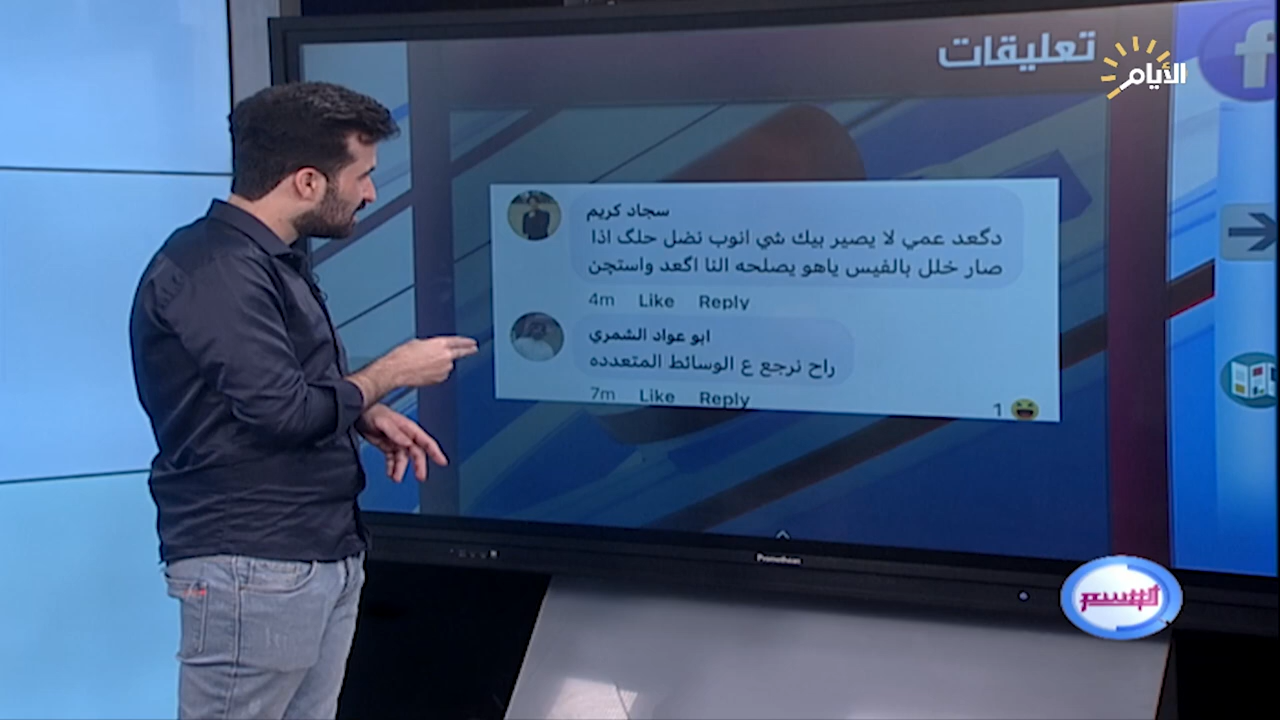 تعليقات
الأيام
سجاد كريم
دگعد عمي لا يصير بيك شي انوب نضل حلگ اذا
صار خلل بالفيس ياهو يصلحه النا اگعد واستچن
4m Like Reply
ابو عواد الشمري
راح نرجع ع الوسائط المتعدده
7m Like Reply
1
Promethean